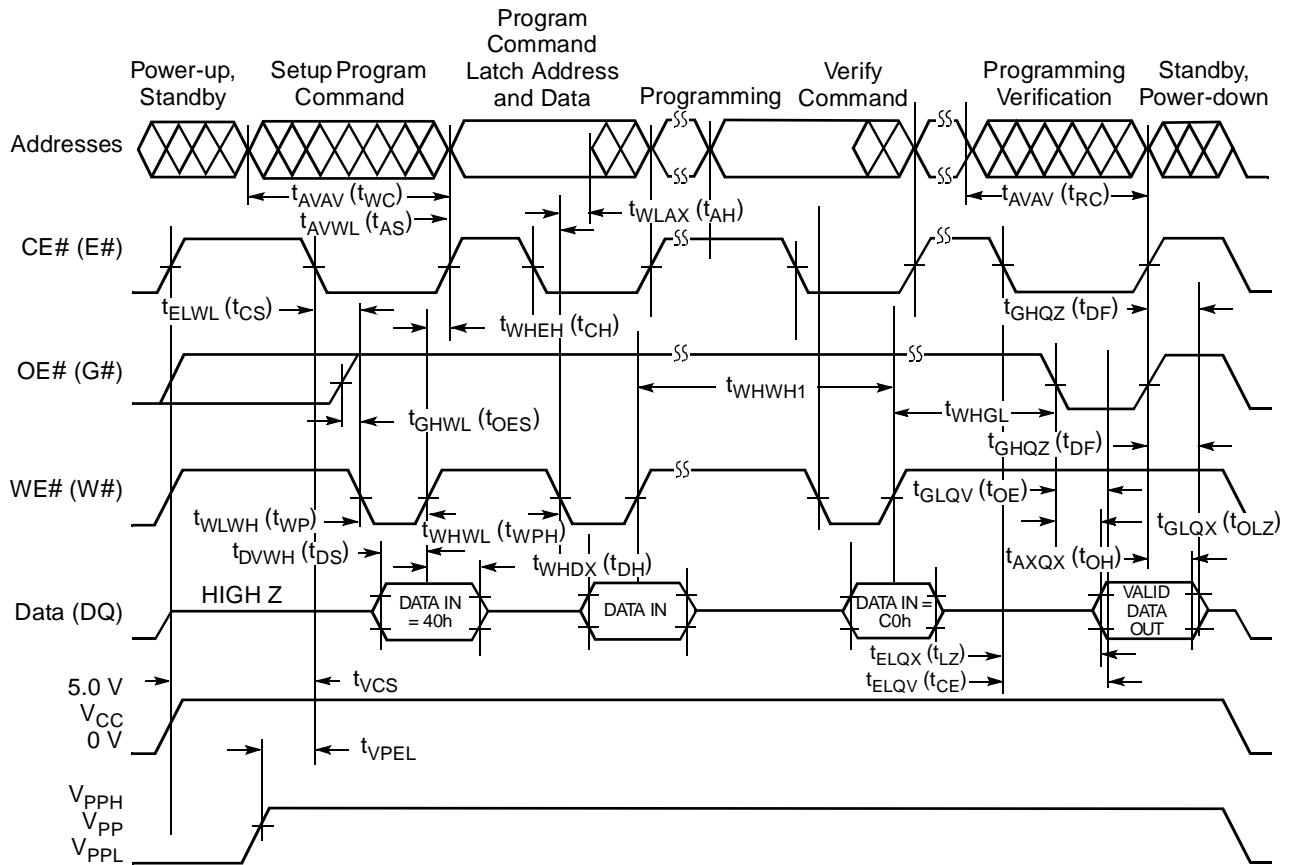 Power-up,
Standby
Setup Program
Command
Program
Command
Latch Address
and Data
Programming
Verify
Command
Programming
Verification
Standby,
Power-down
Addresses
tAVAV (tWC)
tAVWL (tAS)
tWLAX (tAH)
tAVAV (tRC)
CE# (E#)
tELWL (tCS)
tWHEH (tCH)
tGHQZ (tDF)
OE# (G#)
tWHWH1
tGHWL (tOES)
tWHGL
tGHQZ (tDF)
WE# (W#)
tGLQV (tOE)
tWLWH (tWP)
tWHWL (tWPH)
tGLQX (tOLZ)
tDVWH (tDS)
tWHDX (tDH)
tAXQX (tOH)
Data (DQ)
HIGH Z
DATA IN
= 40h
DATA IN
DATA IN =
C0h
VALID
DATA
OUT
tELQX (tLZ)
tELQV (tCE)
5.0 V
VCC
0 V
tVCS
tVPEL
VPPH
VPP
VPPL